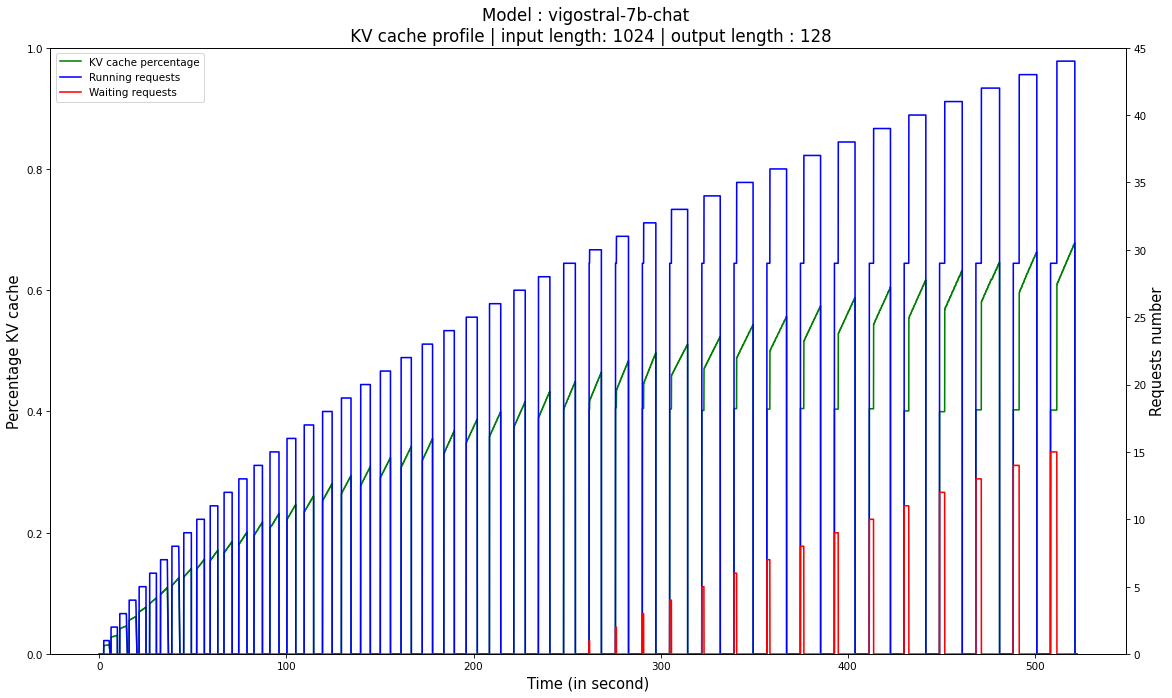 Model : vigostral-7b-chat
KV cache profile | input length: 1024 | output length : 128
KV cache percentage
Running requests
Waiting requests
Percentage KV cache
1.0
0.8
0.6
0.4
0.2
0.0
0 100 200 300 400 500
Time (in second)
45
40
35
30
25
20
15
10
5
0
Requests number